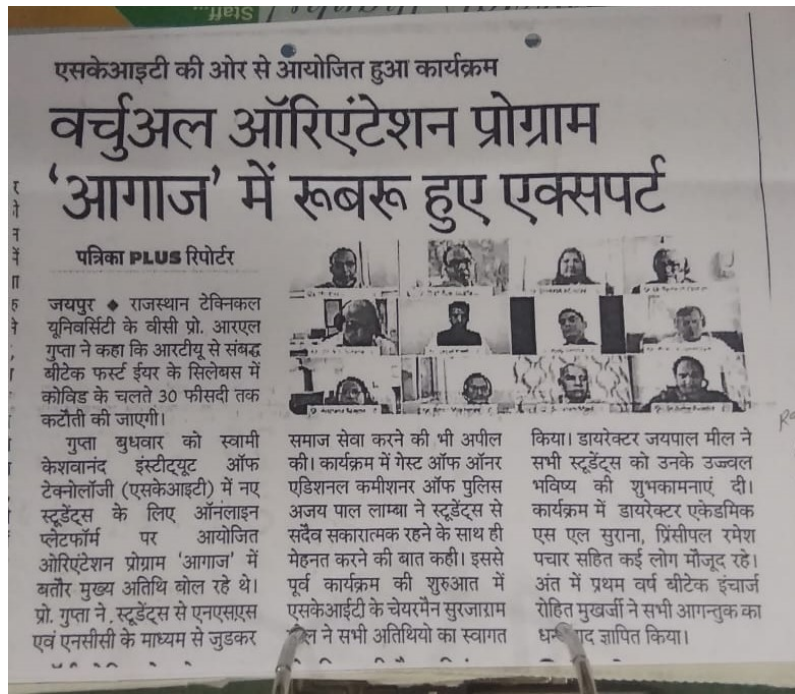 एसकेआइटी की ओर से आयोजित हुआ कार्यक्रम
वर्चुअल ऑरिएंटेशन प्रोग्राम
‘आगाज’ में रूबरू हुए एक्सपर्ट
पत्रिका PLUS रिपोर्टर
जयपुर ◆ राजस्थान टेक्निकल
यूनिवर्सिटी के वीसी प्रो. आरएल
गुप्ता ने कहा कि आरटीयू से संबद्ध
बीटेक फर्स्ट ईयर के सिलेबस में
कोविड के चलते 30 फीसदी तक
कटौती की जाएगी।
गुप्ता बुधवार को स्वामी
केशवानंद इंस्टीट्यूट ऑफ
टेक्नोलॉजी (एसकेआइटी) में नए
स्टूडेंट्स के लिए ऑनलाइन
प्लेटफॉर्म पर आयोजित
ओरिएंटेशन प्रोग्राम ‘आगाज’ में
बतौर मुख्य अतिथि बोल रहे थे।
प्रो. गुप्ता ने स्टूडेंट्स से एनएसएस
एवं एनसीसी के माध्यम से जुडकर
समाज सेवा करने की भी अपील
की। कार्यक्रम में गेस्ट ऑफ ऑनर
एडिशनल कमीशनर ऑफ पुलिस
अजय पाल लाम्बा ने स्टूडेंट्स से
सदैव सकारात्मक रहने के साथ ही
मेहनत करने की बात कही। इससे
पूर्व कार्यक्रम की शुरुआत में
एसकेआईटी के चेयरमैन सुरजाराम
ने सभी अतिथियो का स्वागत
किया। डायरेक्टर जयपाल मील ने
सभी स्टूडेंट्स को उनके उज्ज्वल
भविष्य की शुभकामनाएं दी।
कार्यक्रम में डायरेक्टर एकेडमिक
एस एल सुराना, प्रिंसीपल रमेश
पचार सहित कई लोग मौजूद रहे।
अंत में प्रथम वर्ष बीटेक इंचार्ज
रोहित मुखर्जी ने सभी आगन्तुक का
ज्ञापित किया।